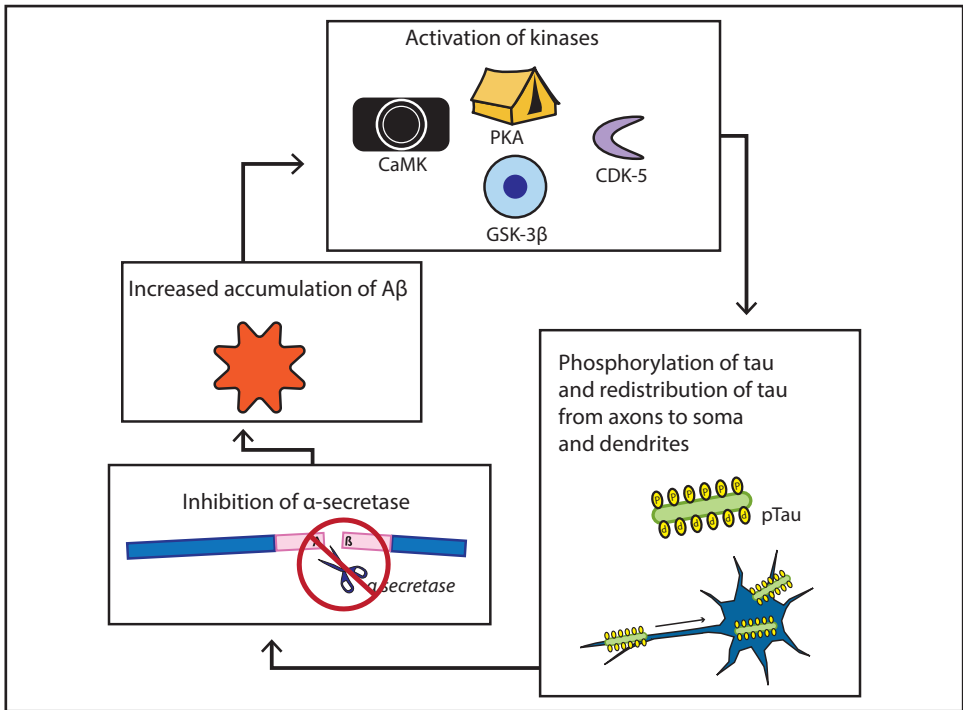 Activation of kinases
CaMK
PKA
CDK-5
GSK-3β
Increased accumulation of Aβ
Phosphorylation of tau
and redistribution of tau
from axons to soma
and dendrites
P P P P P P
P P P P P P
pTau
Inhibition of α-secretase
A
ß
α secretase